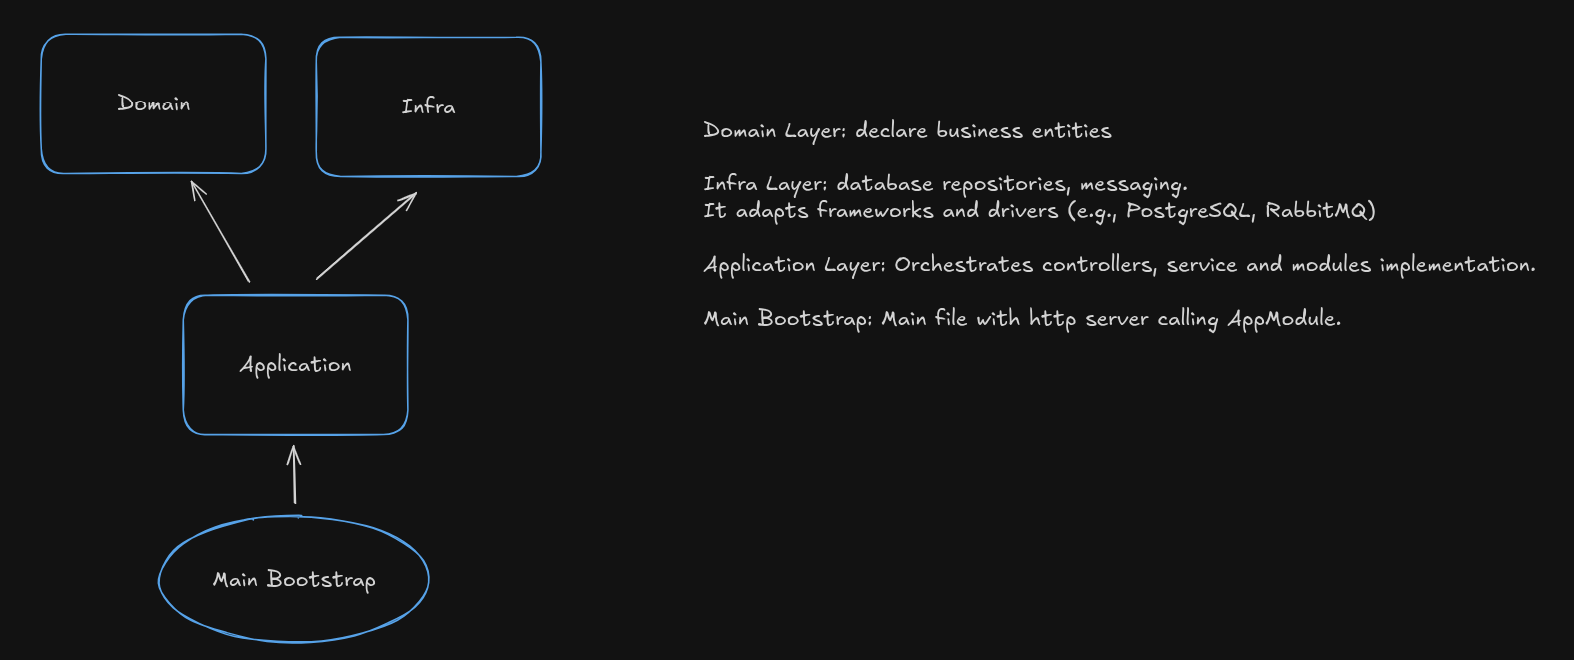 Domain
Infra
Domain Layer: declare business entities
Infra Layer: database repositories, messaging.
It adapts frameworks and drivers (e.g., PostgreSQL, RabbitMQ)
Application Layer: Orchestrates controllers, service and modules implementation.
Main Bootstrap: Main file with http server calling AppModule.
Application
Main Bootstrap